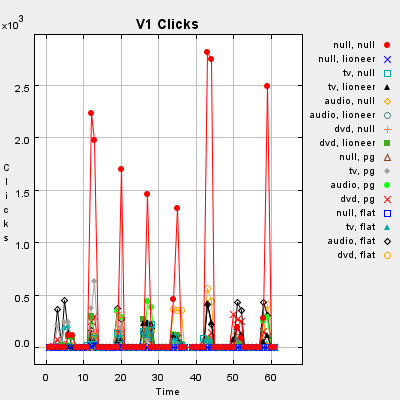 V1 Clicks
x10³
2.5
2.0
1.5
1.0
0.5
0.0
Clicks
0 10 20 30 40 50 60
Time
null, null
null, lioneer
tv, null
tv, lioneer
audio, null
audio, lioneer
dvd, null
dvd, lioneer
null, pg
tv, pg
audio, pg
dvd, pg
null, flat
tv, flat
audio, flat
dvd, flat